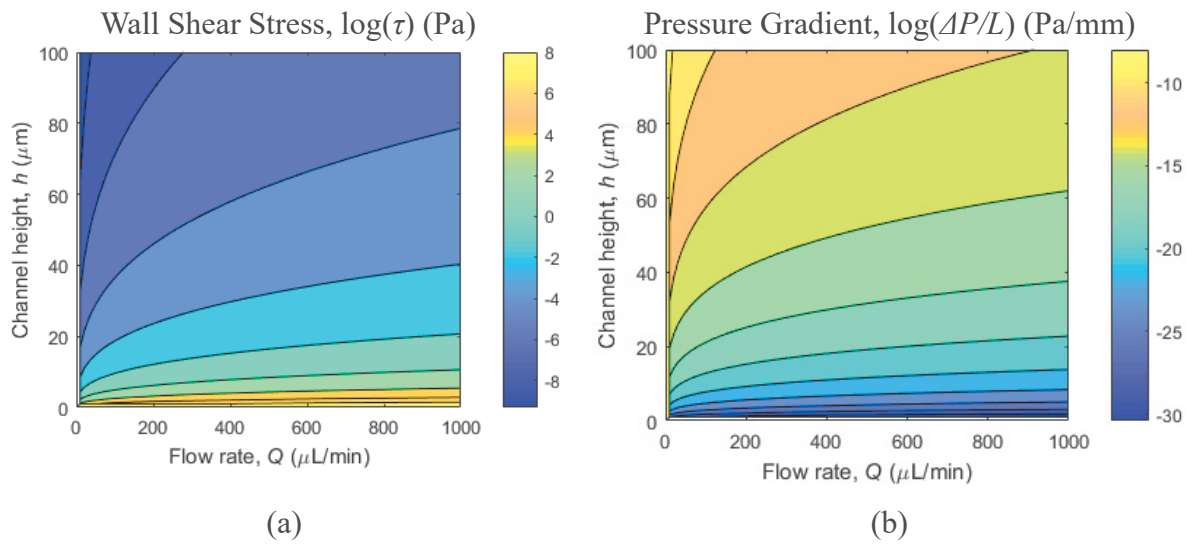 Wall Shear Stress, log(τ) (Pa)
Channel height, h (μm)
100
80
60
40
20
0
0 200 400 600 800 1000
Flow rate, Q (μL/min)
8
6
4
2
0
-2
-4
-6
-8
(a)
Pressure Gradient, log(ΔP/L) (Pa/mm)
Channel height, h (μm)
100
80
60
40
20
0
0 200 400 600 800 1000
Flow rate, Q (μL/min)
-10
-15
-20
-25
-30
(b)